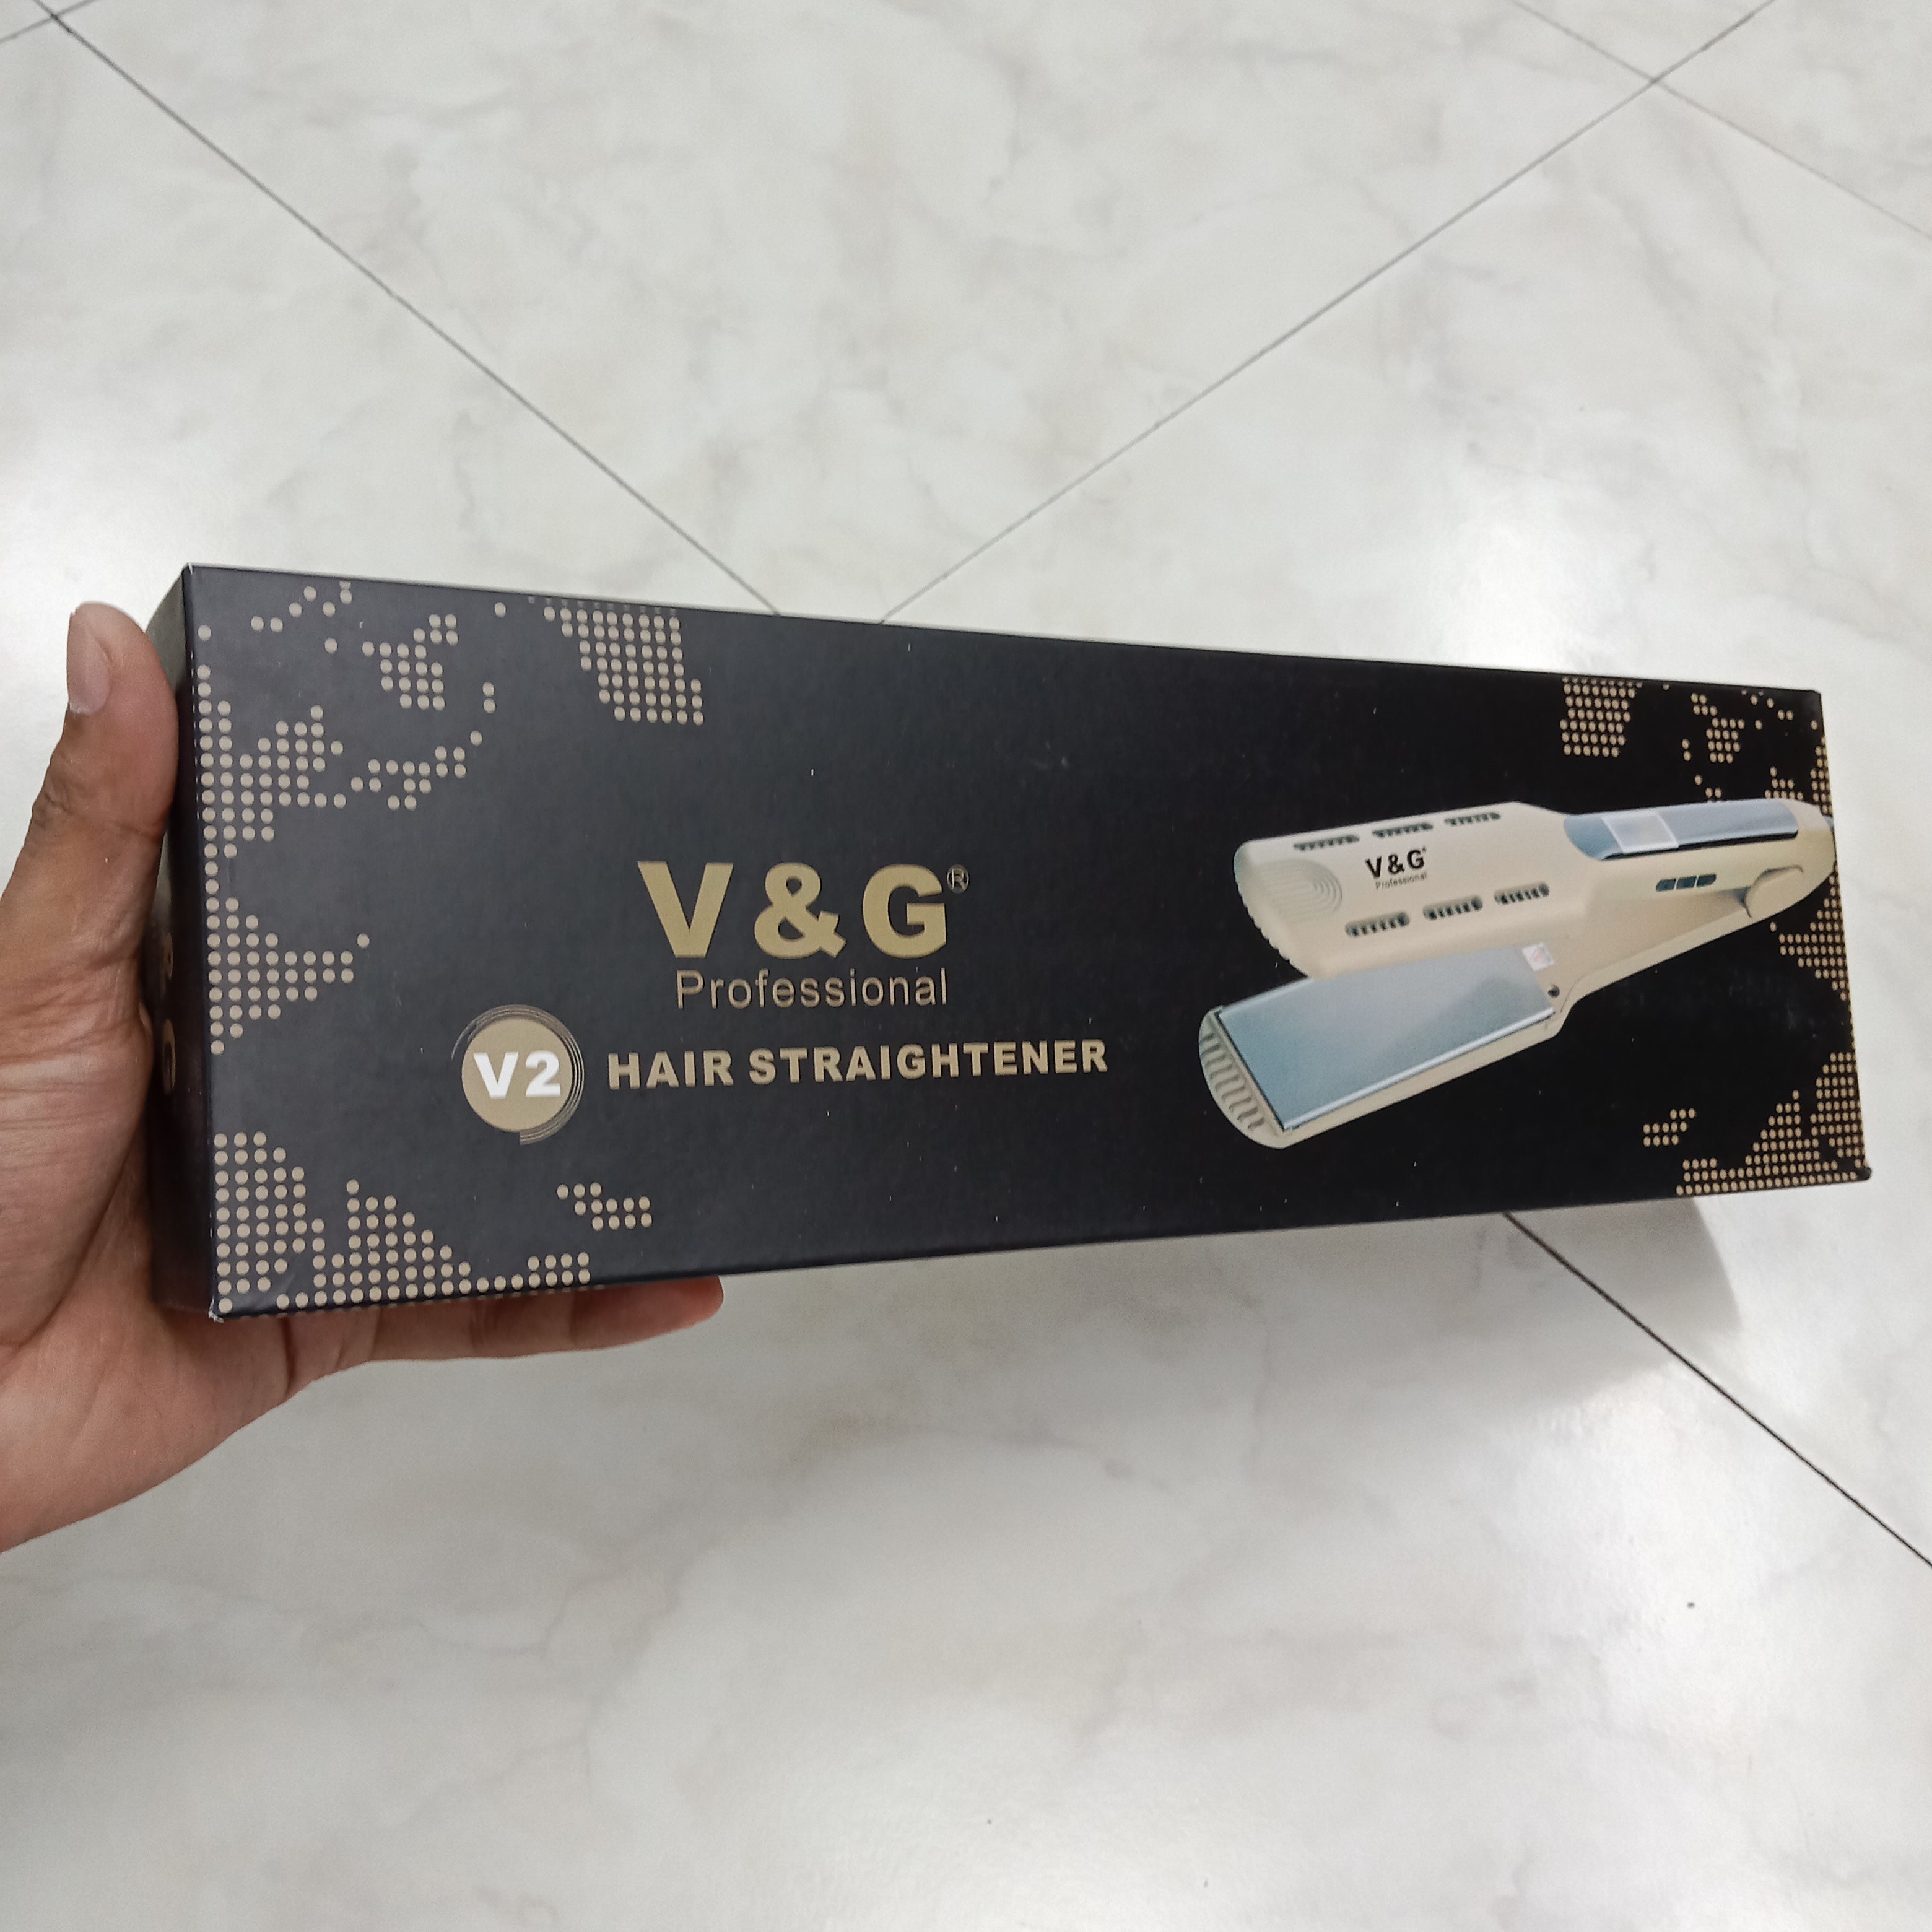 V&G®
Professional
V2 HAIR STRAIGHTENER
V&G®
Professional